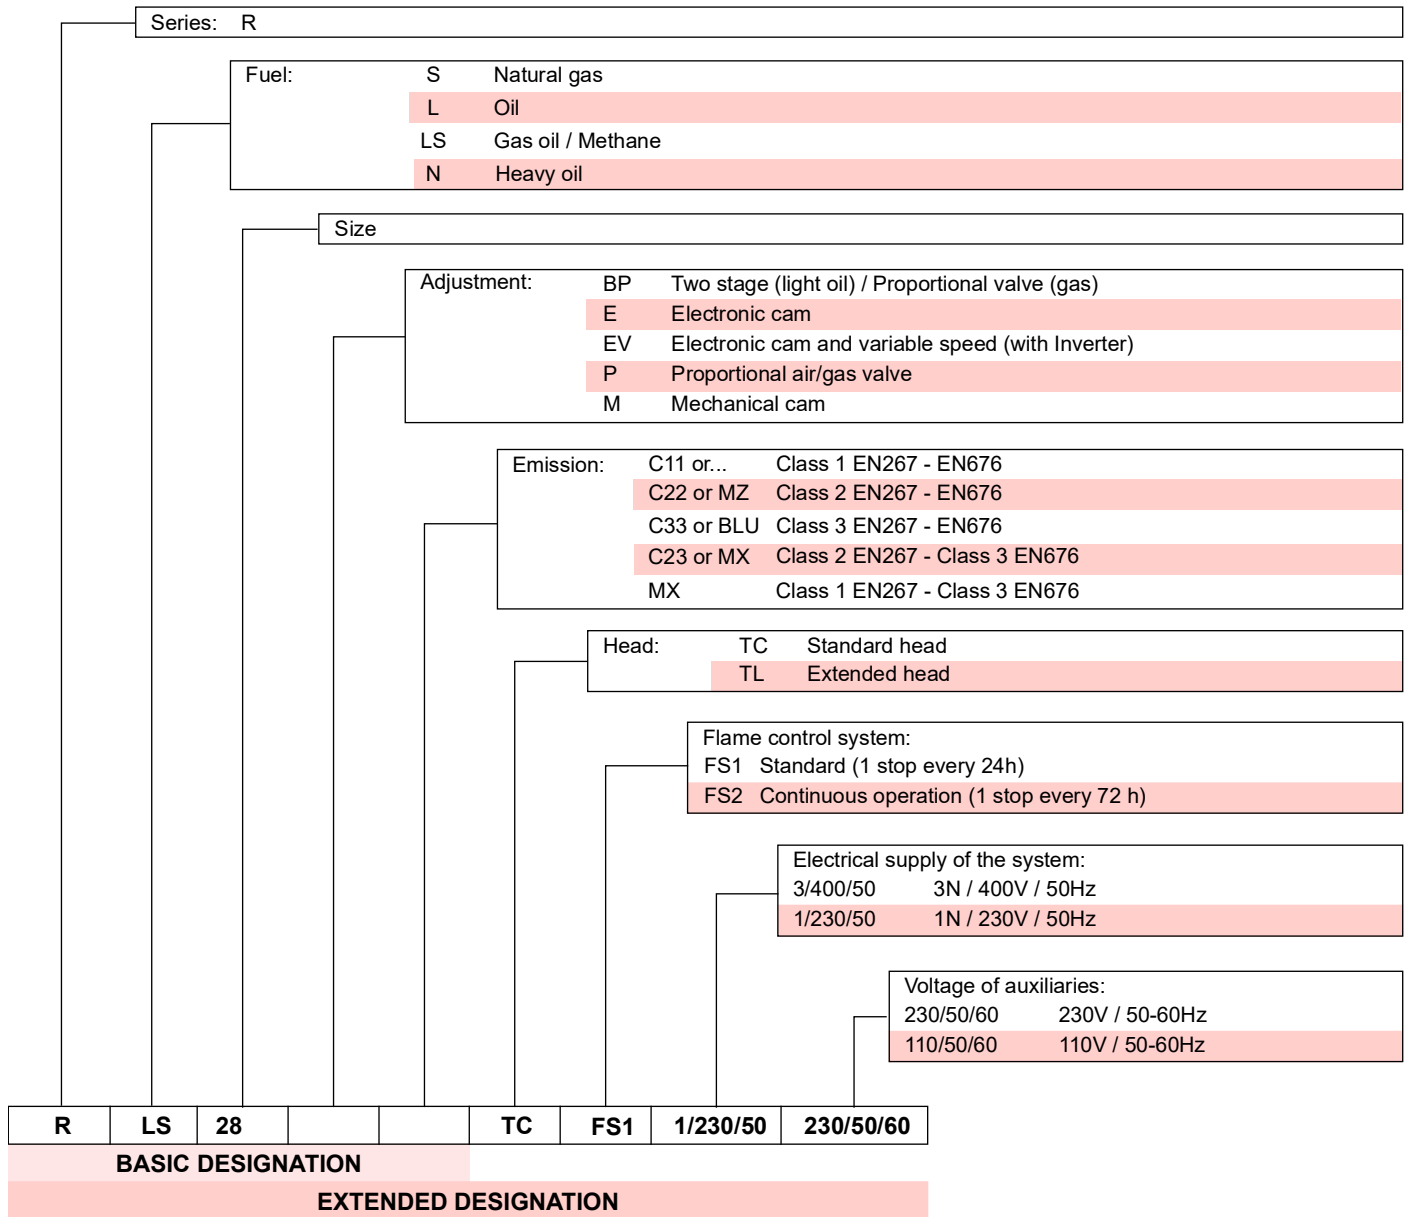 Series: R
Fuel: S Natural gas
L Oil
LS Gas oil / Methane
N Heavy oil
Size
Adjustment: BP Two stage (light oil) / Proportional valve (gas)
E Electronic cam
EV Electronic cam and variable speed (with Inverter)
P Proportional air/gas valve
M Mechanical cam
Emission: C11 or... Class 1 EN267 - EN676
C22 or MZ Class 2 EN267 - EN676
C33 or BLU Class 3 EN267 - EN676
C23 or MX Class 2 EN267 - Class 3 EN676
MX Class 1 EN267 - Class 3 EN676
Head: TC Standard head
TL Extended head
Flame control system:
FS1 Standard (1 stop every 24h)
FS2 Continuous operation (1 stop every 72 h)
Electrical supply of the system:
3/400/50 3N / 400V / 50Hz
1/230/50 1N / 230V / 50Hz
Voltage of auxiliaries:
230/50/60 230V / 50-60Hz
110/50/60 110V / 50-60Hz
R LS 28 TC FS1 1/230/50 230/50/60
BASIC DESIGNATION
EXTENDED DESIGNATION